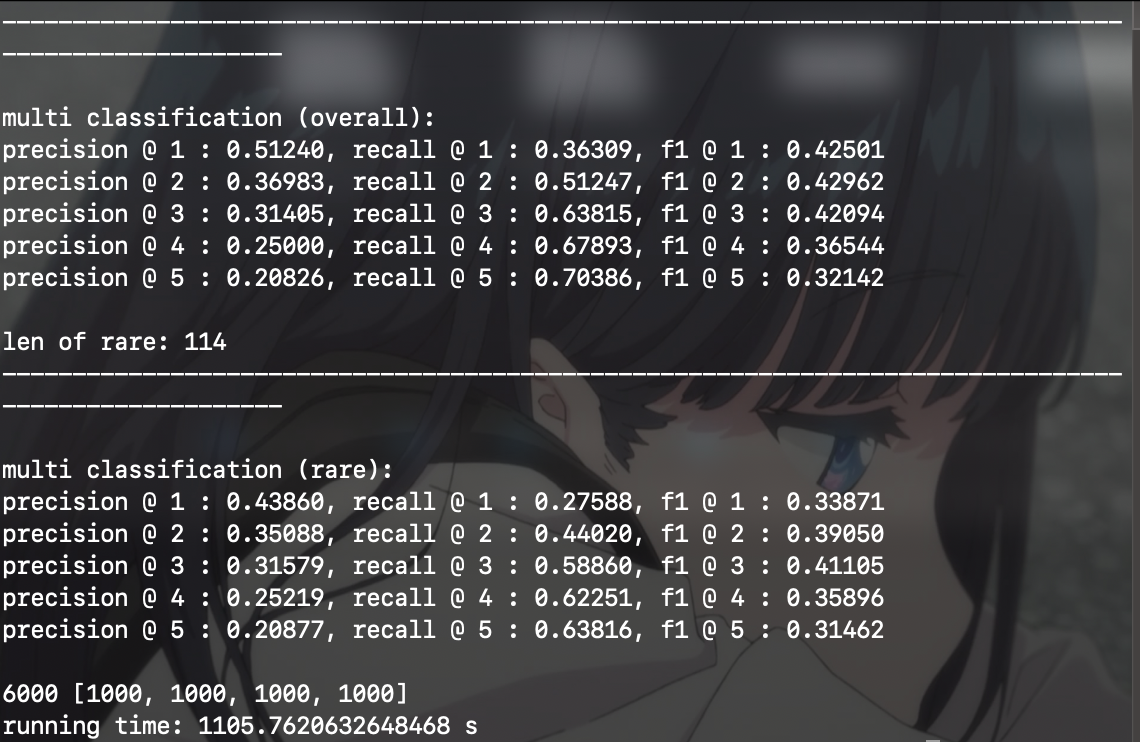 --------------------------------------------------------------------------------
--------------------
multi classification (overall):
precision @ 1 : 0.51240, recall @ 1 : 0.36309, f1 @ 1 : 0.42501
precision @ 2 : 0.36983, recall @ 2 : 0.51247, f1 @ 2 : 0.42962
precision @ 3 : 0.31405, recall @ 3 : 0.63815, f1 @ 3 : 0.42094
precision @ 4 : 0.25000, recall @ 4 : 0.67893, f1 @ 4 : 0.36544
precision @ 5 : 0.20826, recall @ 5 : 0.70386, f1 @ 5 : 0.32142
len of rare: 114
--------------------------------------------------------------------------------
--------------------
multi classification (rare):
precision @ 1 : 0.43860, recall @ 1 : 0.27588, f1 @ 1 : 0.33871
precision @ 2 : 0.35088, recall @ 2 : 0.44020, f1 @ 2 : 0.39050
precision @ 3 : 0.31579, recall @ 3 : 0.58860, f1 @ 3 : 0.41105
precision @ 4 : 0.25219, recall @ 4 : 0.62251, f1 @ 4 : 0.35896
precision @ 5 : 0.20877, recall @ 5 : 0.63816, f1 @ 5 : 0.31462
6000 [1000, 1000, 1000, 1000]
running time: 1105.7620632648468 s